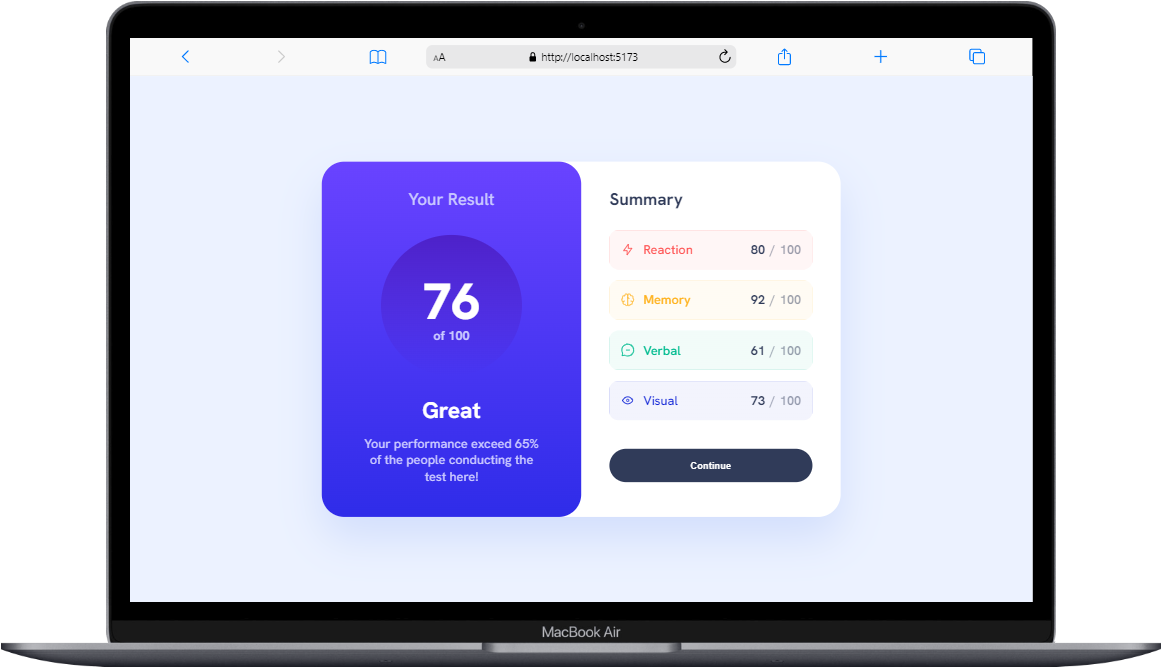 AA
http://localhost:5173
Your Result
76
of 100
Great
Your performance exceed 65%
of the people conducting the
test here!
Summary
Reaction 80 / 100
Memory 92 / 100
Verbal 61 / 100
Visual 73 / 100
Continue
MacBook Air